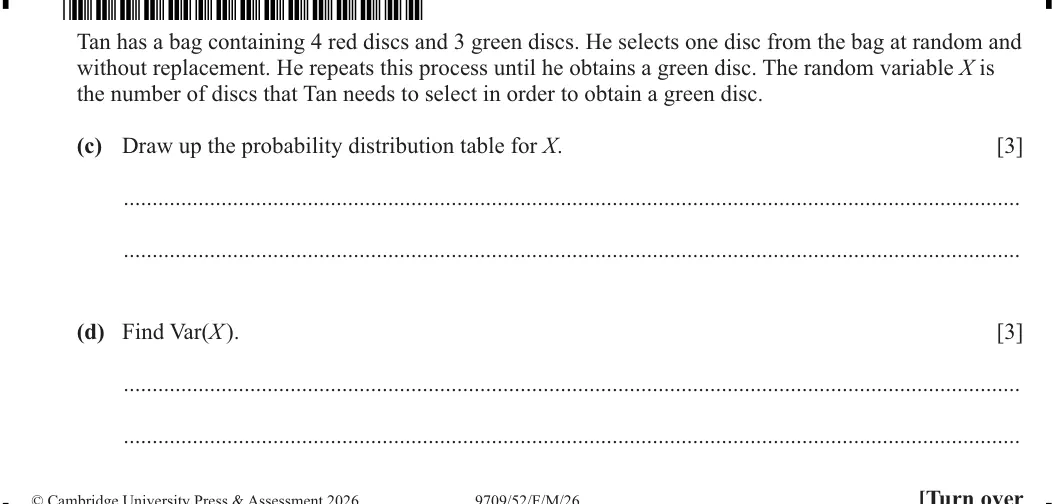 Tan has a bag containing 4 red discs and 3 green discs. He selects one disc from the bag at random and
without replacement. He repeats this process until he obtains a green disc. The random variable X is
the number of discs that Tan needs to select in order to obtain a green disc.
(c) Draw up the probability distribution table for X. [3]
(d) Find Var(X). [3]
© Cambridge University Press & Assessment 2026 9709/52/F/M/26 [Turn over